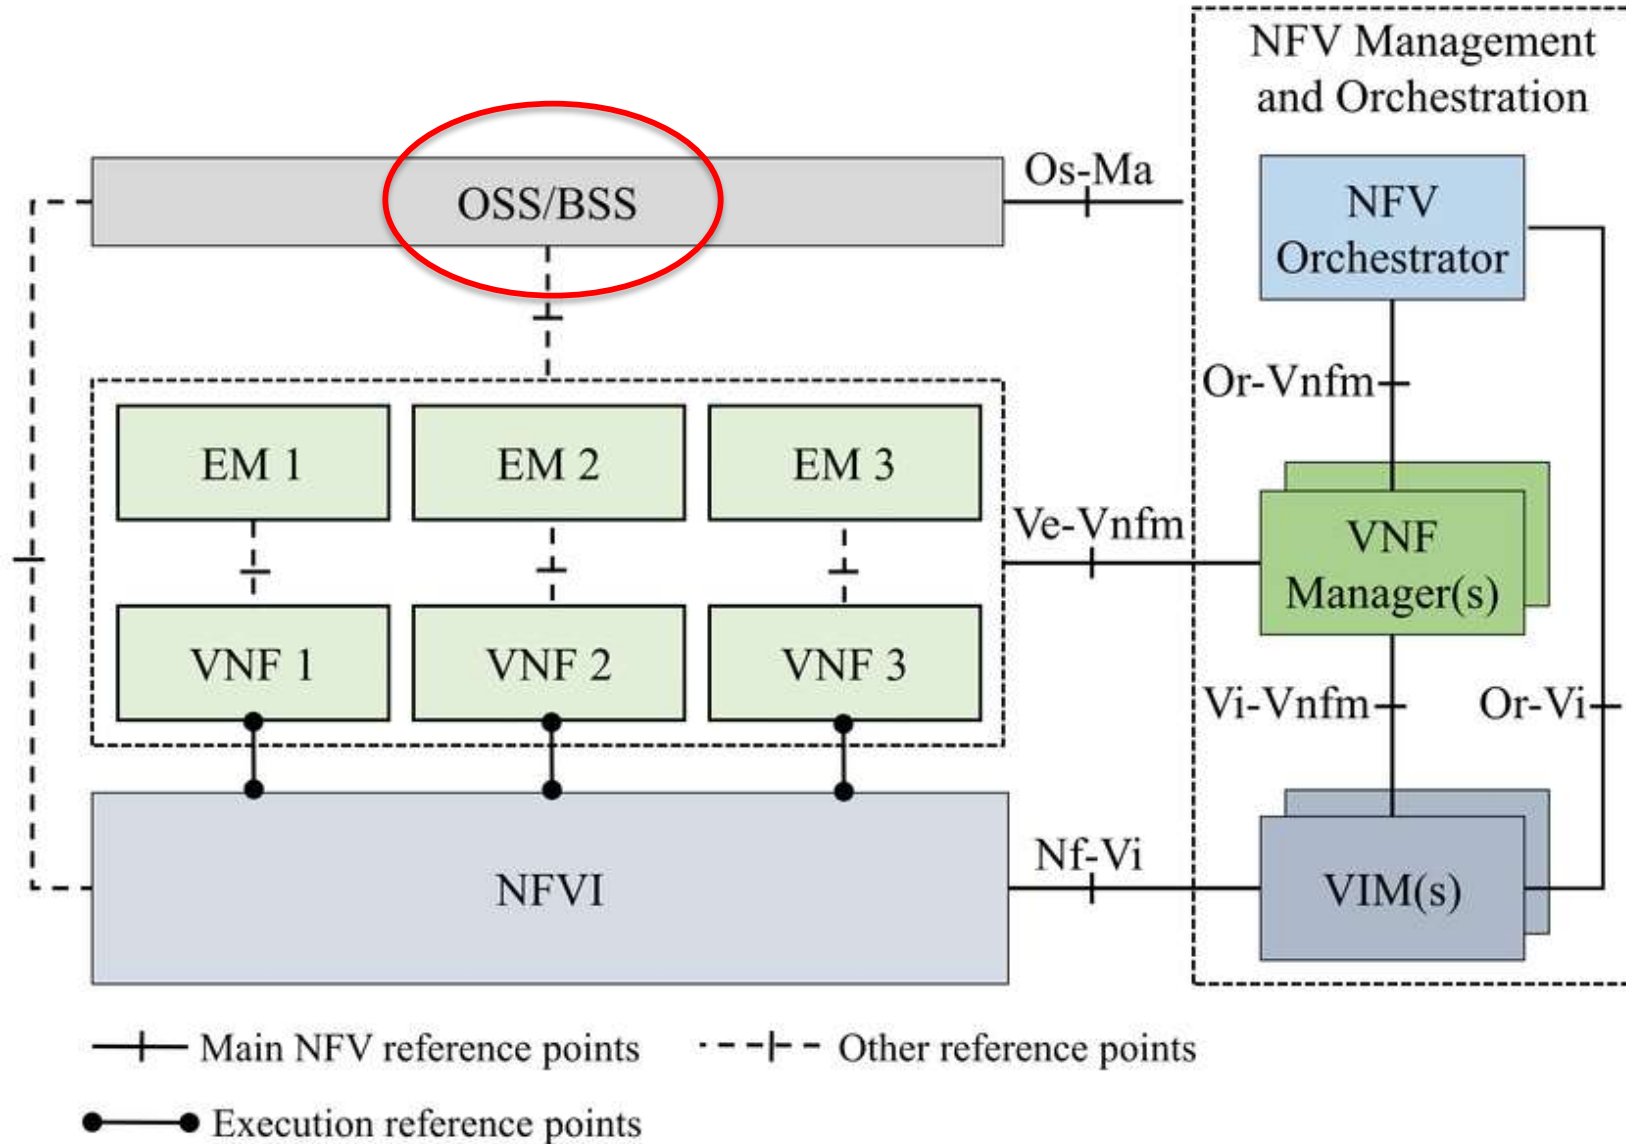 NFV Management
and Orchestration
OSS/BSS
Os-Ma
NFV
Orchestrator
Or-Vnfm
EM 1
EM 2
EM 3
Ve-Vnfm
VNF
Manager(s)
VNF 1
VNF 2
VNF 3
Vi-Vnfm
Or-Vi
NFVI
Nf-Vi
VIM(s)
Main NFV reference points
Other reference points
Execution reference points